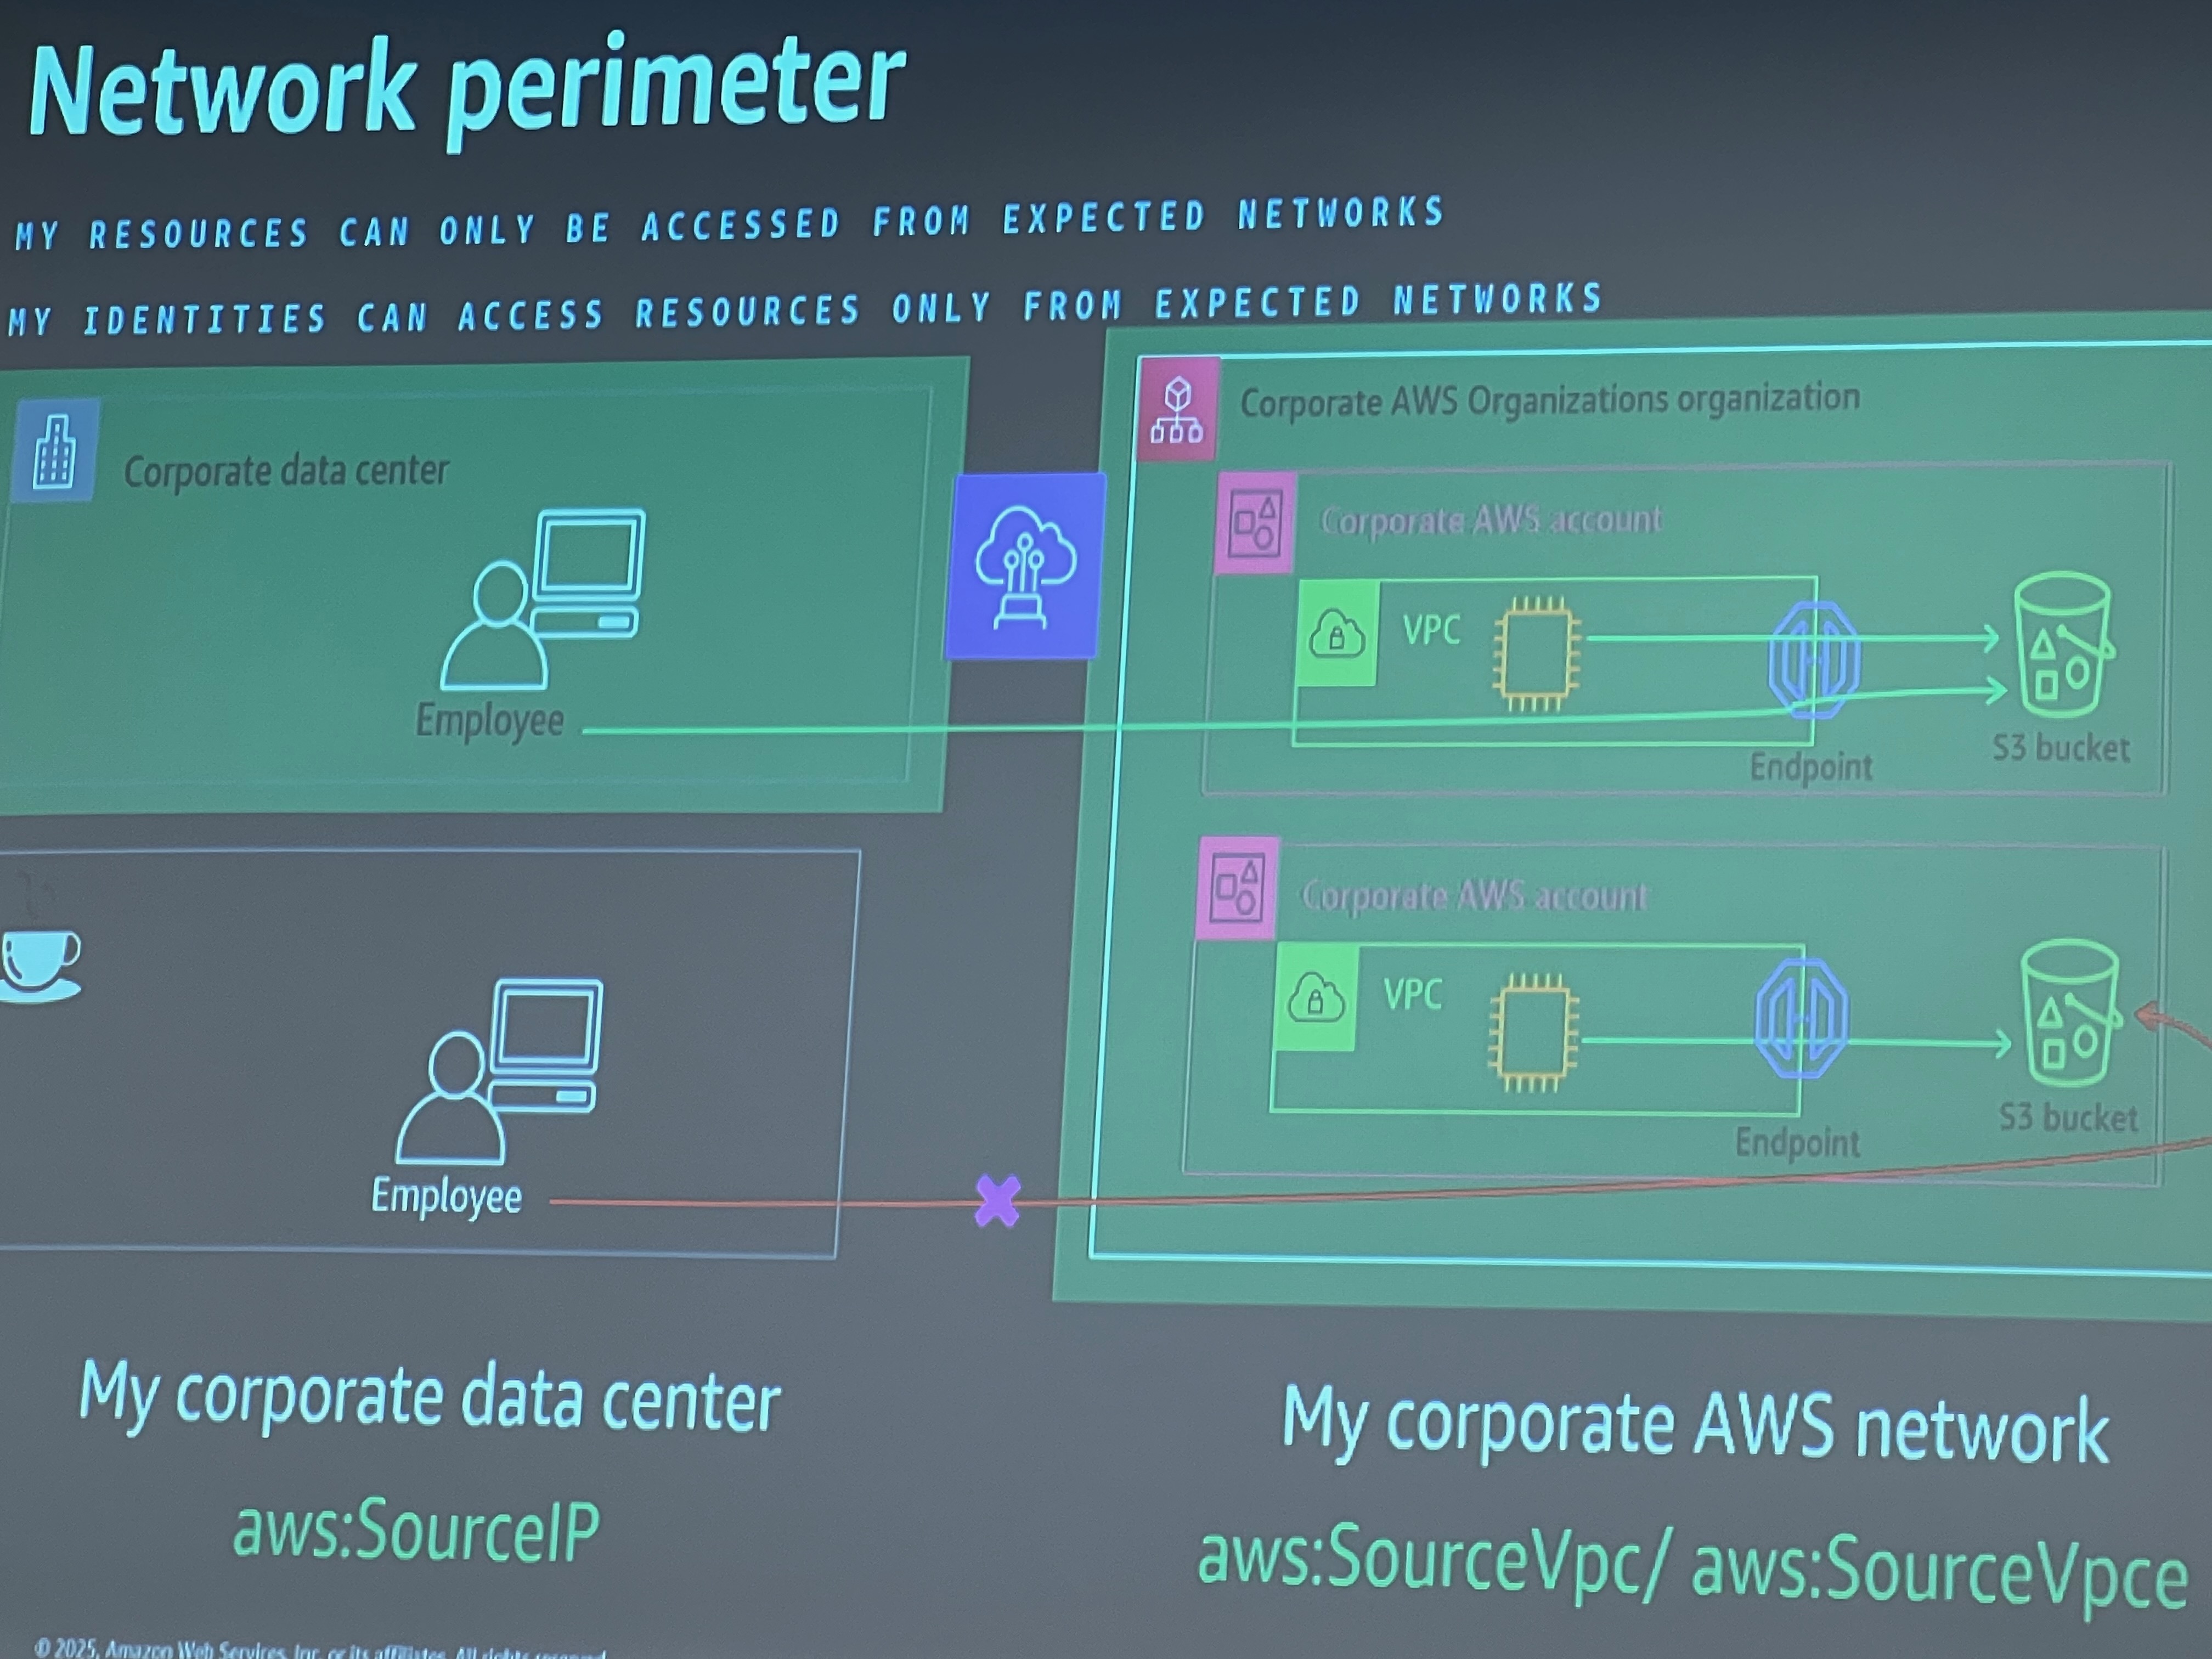 Network perimeter
MY RESOURCES CAN ONLY BE ACCESSED FROM EXPECTED NETWORKS
MY IDENTITIES CAN ACCESS RESOURCES ONLY FROM EXPECTED NETWORKS
Corporate data center
Employee
Corporate AWS Organizations organization
Corporate AWS account
VPC
Endpoint
S3 bucket
Corporate AWS account
VPC
Endpoint
S3 bucket
Employee
My corporate data center
aws:SourceIP
My corporate AWS network
aws:SourceVpc/ aws:SourceVpce
© 2025, Amazon Web Services, Inc. or its affiliates. All rights reserved.